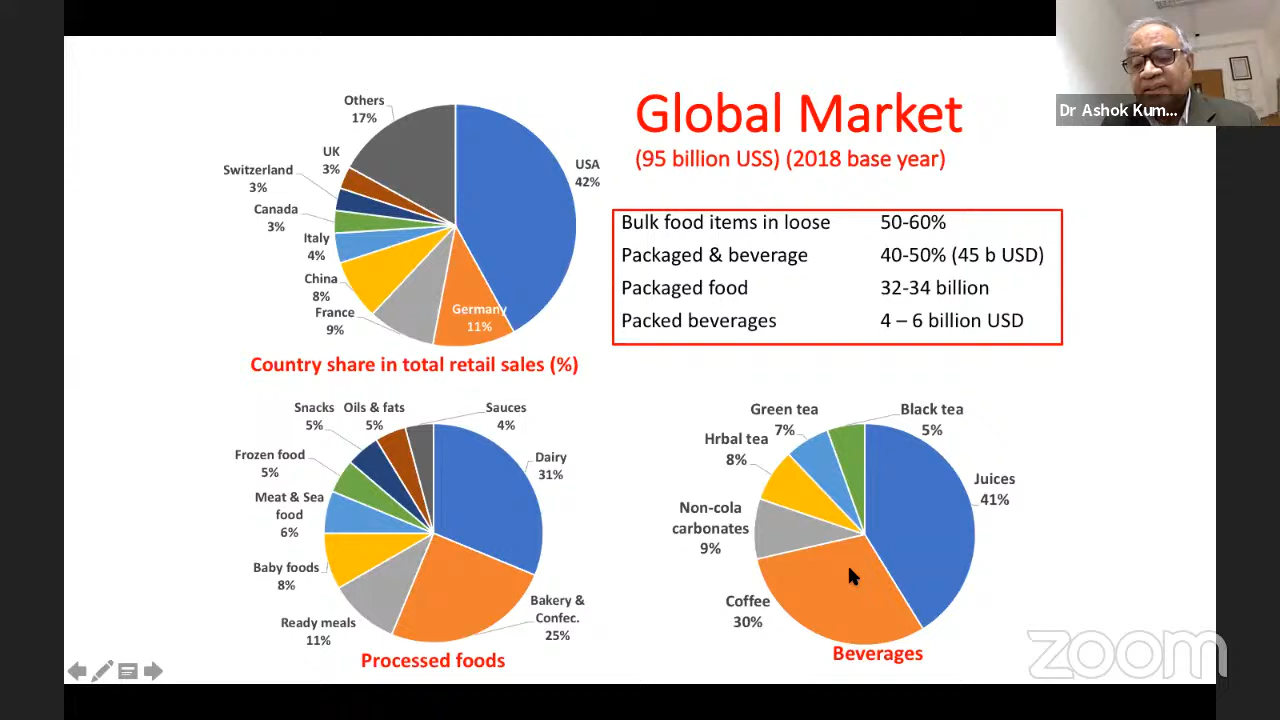 Dr Ashok Kum...
Global Market
(95 billion USS) (2018 base year)
Others
17%
UK
3%
Switzerland
3%
Canada
3%
Italy
4%
China
8%
France
9%
Germany
11%
USA
42%
Country share in total retail sales (%)
Bulk food items in loose 50-60%
Packaged & beverage 40-50% (45 b USD)
Packaged food 32-34 billion
Packed beverages 4 – 6 billion USD
Snacks
5%
Oils & fats
5%
Sauces
4%
Frozen food
5%
Dairy
31%
Meat & Sea
food
6%
Baby foods
8%
Ready meals
11%
Bakery &
Confec.
25%
Processed foods
Green tea
7%
Black tea
5%
Hrbal tea
8%
Juices
41%
Non-cola
carbonates
9%
Coffee
30%
Beverages
zoom